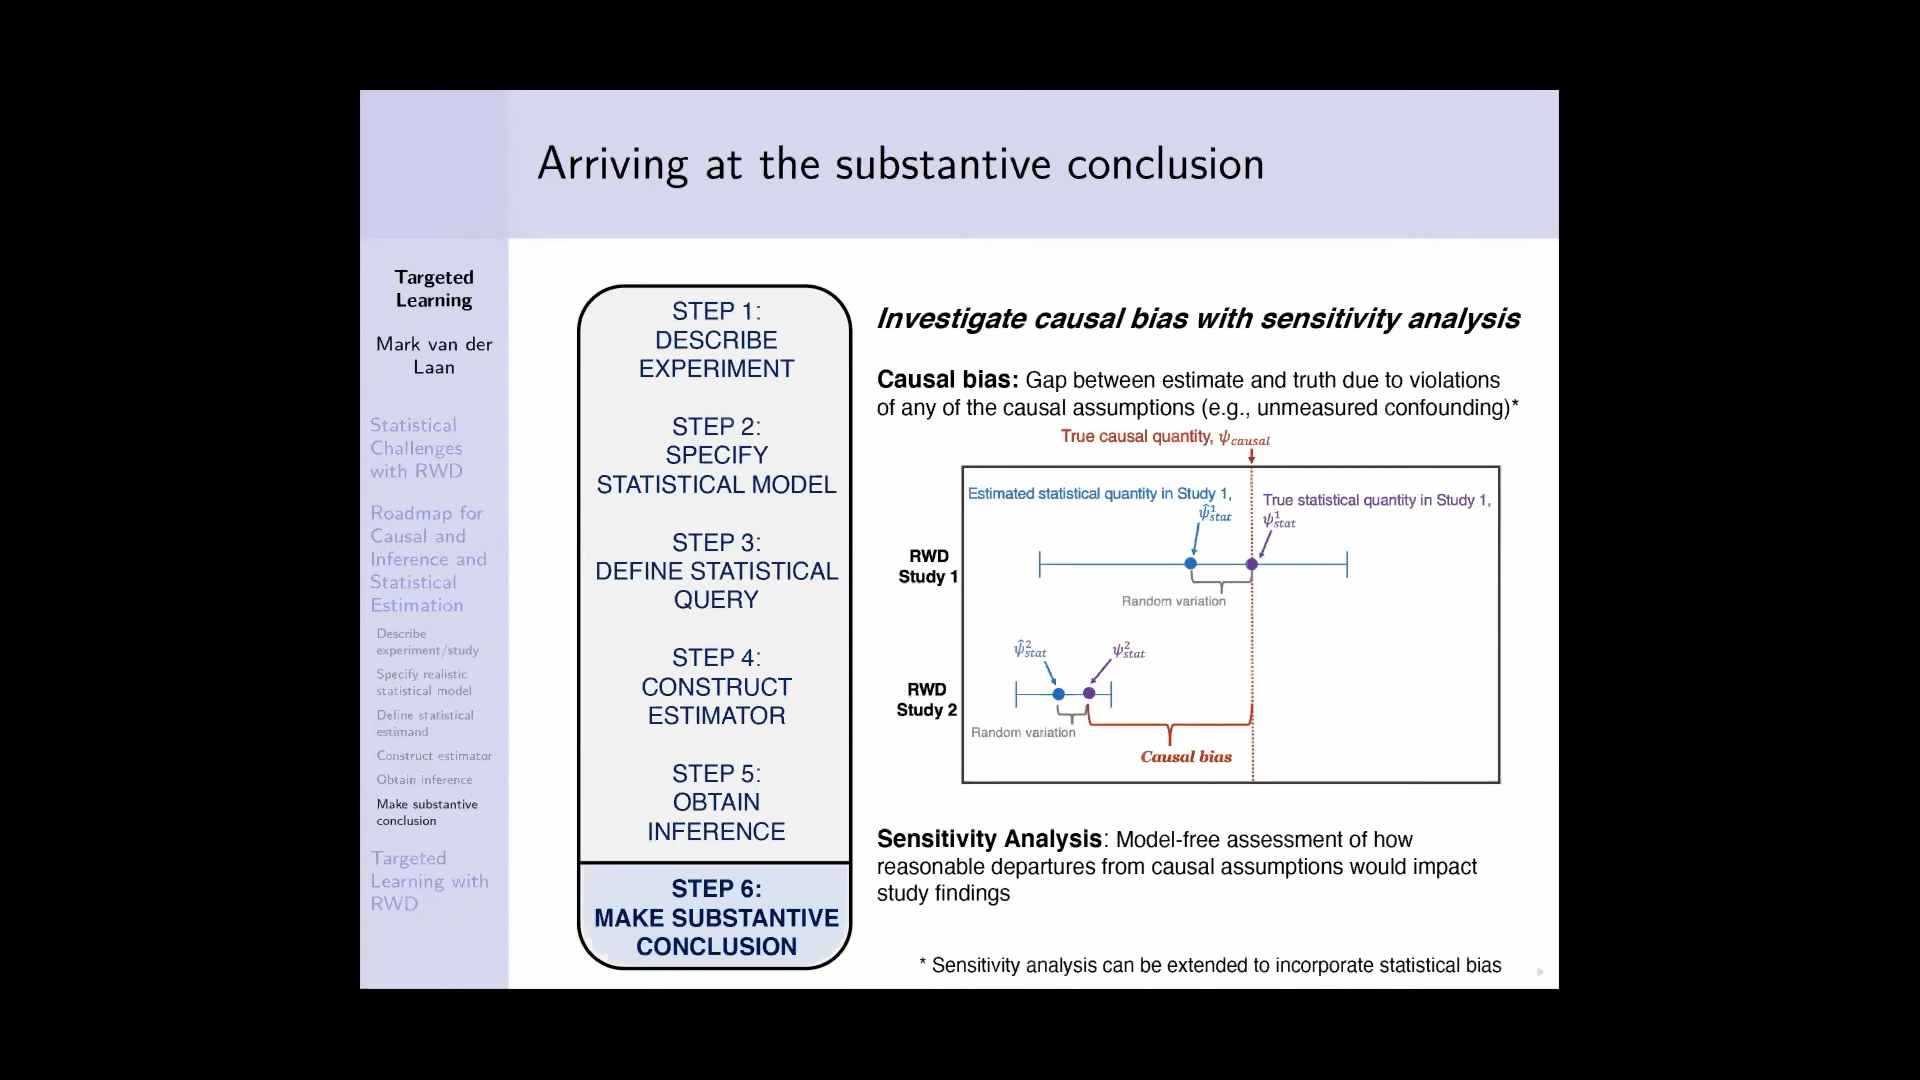 Arriving at the substantive conclusion
Targeted
Learning
Mark van der
Laan
Statistical
Challenges
with RWD
Roadmap for
Causal and
Inference and
Statistical
Estimation
Describe
experiment/study
Specify realistic
statistical model
Define statistical
estimand
Construct estimator
Obtain inference
Make substantive
conclusion
Targeted
Learning with
RWD
STEP 1:
DESCRIBE
EXPERIMENT
STEP 2:
SPECIFY
STATISTICAL MODEL
STEP 3:
DEFINE STATISTICAL
QUERY
STEP 4:
CONSTRUCT
ESTIMATOR
STEP 5:
OBTAIN
INFERENCE
STEP 6:
MAKE SUBSTANTIVE
CONCLUSION
Investigate causal bias with sensitivity analysis
Causal bias: Gap between estimate and truth due to violations
of any of the causal assumptions (e.g., unmeasured confounding)*
True causal quantity, ψ_causal
Estimated statistical quantity in Study 1,
ψ̂¹_stat
True statistical quantity in Study 1,
ψ¹_stat
RWD
Study 1
Random variation
ψ̂²_stat
ψ²_stat
RWD
Study 2
Random variation
Causal bias
Sensitivity Analysis: Model-free assessment of how
reasonable departures from causal assumptions would impact
study findings
* Sensitivity analysis can be extended to incorporate statistical bias